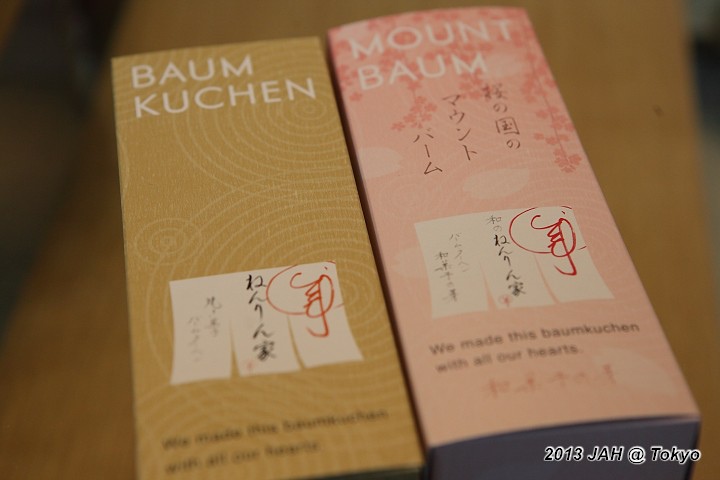 BAUM
KUCHEN
ねんりん家
We made this baumkuchen
with all our hearts
MOUNT
BAUM
桜の国の
マウント
バーム
和の
ねんりん家
We made this baumkuchen
with all our hearts.
2013 JAH @ Tokyo